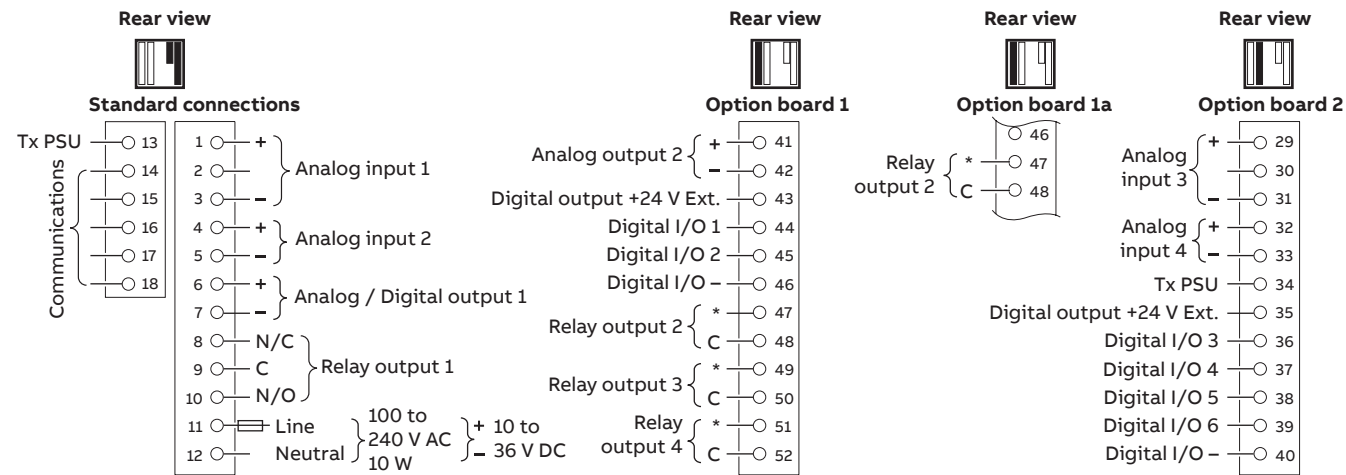 Rear view
Standard connections
Tx PSU 13
14
15
16
17
18
Communications
1 +
2
3 –
Analog input 1
4 +
5 –
Analog input 2
6 +
7 –
Analog / Digital output 1
8 N/C
9 C
10 N/O
Relay output 1
11 Line
12 Neutral
100 to
240 V AC
10 W
+ 10 to
– 36 V DC
Rear view
Option board 1
Analog output 2
+ 41
– 42
Digital output +24 V Ext. 43
Digital I/O 1 44
Digital I/O 2 45
Digital I/O – 46
Relay output 2
* 47
C 48
Relay output 3
* 49
C 50
Relay
output 4
* 51
C 52
Rear view
Option board 1a
46
Relay
output 2
* 47
C 48
Rear view
Option board 2
Analog
input 3
+ 29
30
– 31
Analog
input 4
+ 32
– 33
Tx PSU 34
Digital output +24 V Ext. 35
Digital I/O 3 36
Digital I/O 4 37
Digital I/O 5 38
Digital I/O 6 39
Digital I/O – 40